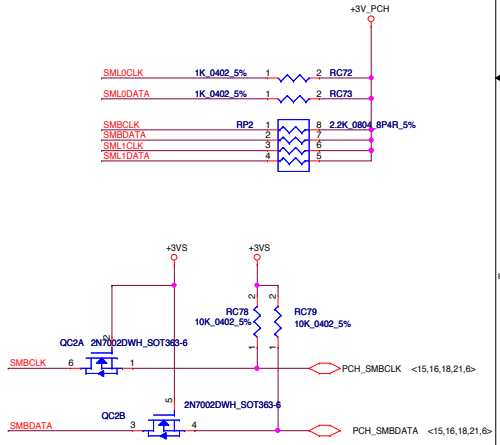 +3V_PCH
SML0CLK 1K_0402_5% 1 2 RC72
SML0DATA 1K_0402_5% 1 2 RC73
SMBCLK RP2 1 8 2.2K_0804_8P4R_5%
SMBDATA 2 7
SML1CLK 3 6
SML1DATA 4 5
+3VS +3VS
2 2
RC78 RC79
10K_0402_5% 10K_0402_5%
QC2A 2N7002DWH_SOT363-6 2
1 1
SMBCLK 6 1 PCH_SMBCLK <15,16,18,21,6>
5 2N7002DWH_SOT363-6
QC2B
SMBDATA 3 4 PCH_SMBDATA <15,16,18,21,6>